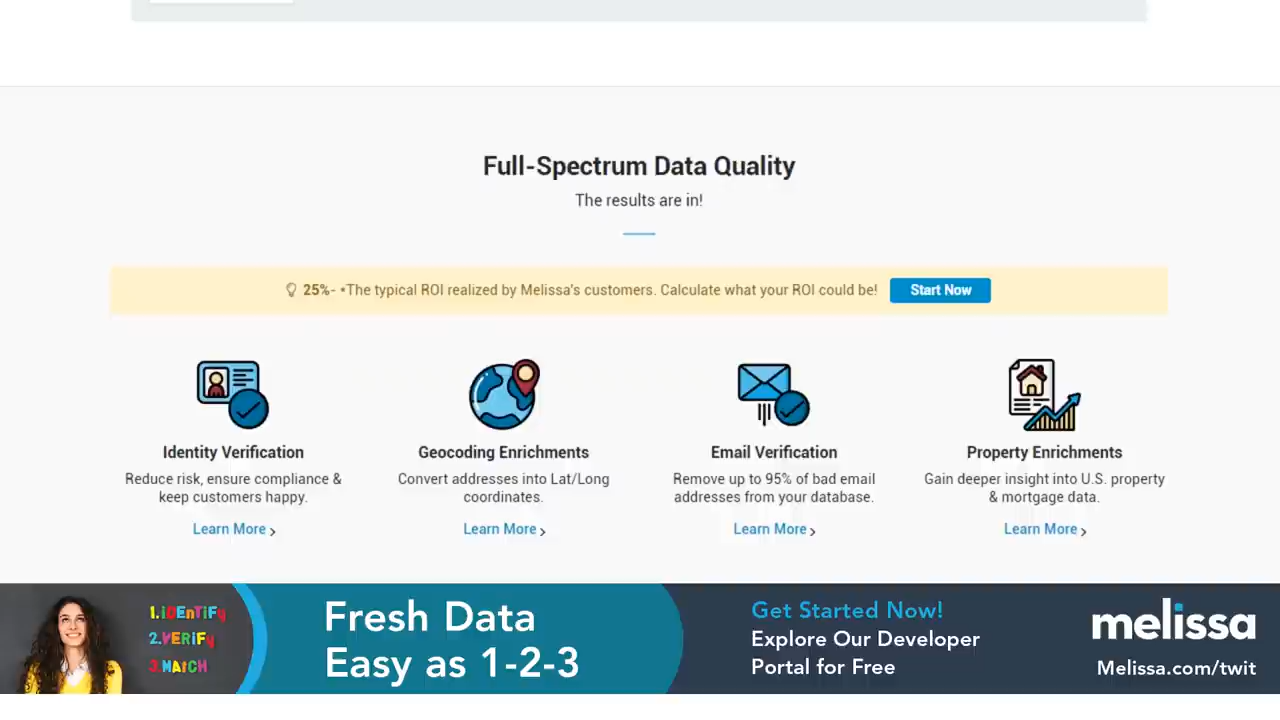 Full-Spectrum Data Quality
The results are in!
25%- •The typical ROI realized by Melissa's customers. Calculate what your ROI could be!
Start Now
Identity Verification
Reduce risk, ensure compliance &
keep customers happy.
Learn More
Geocoding Enrichments
Convert addresses into Lat/Long
coordinates.
Learn More
Email Verification
Remove up to 95% of bad email
addresses from your database.
Learn More
Property Enrichments
Gain deeper insight into U.S. property
& mortgage data.
Learn More
1.iDEnTiFy
2.VERiFy
3.MAtCH
Fresh Data
Easy as 1-2-3
Get Started Now!
Explore Our Developer
Portal for Free
melissa
Melissa.com/twit